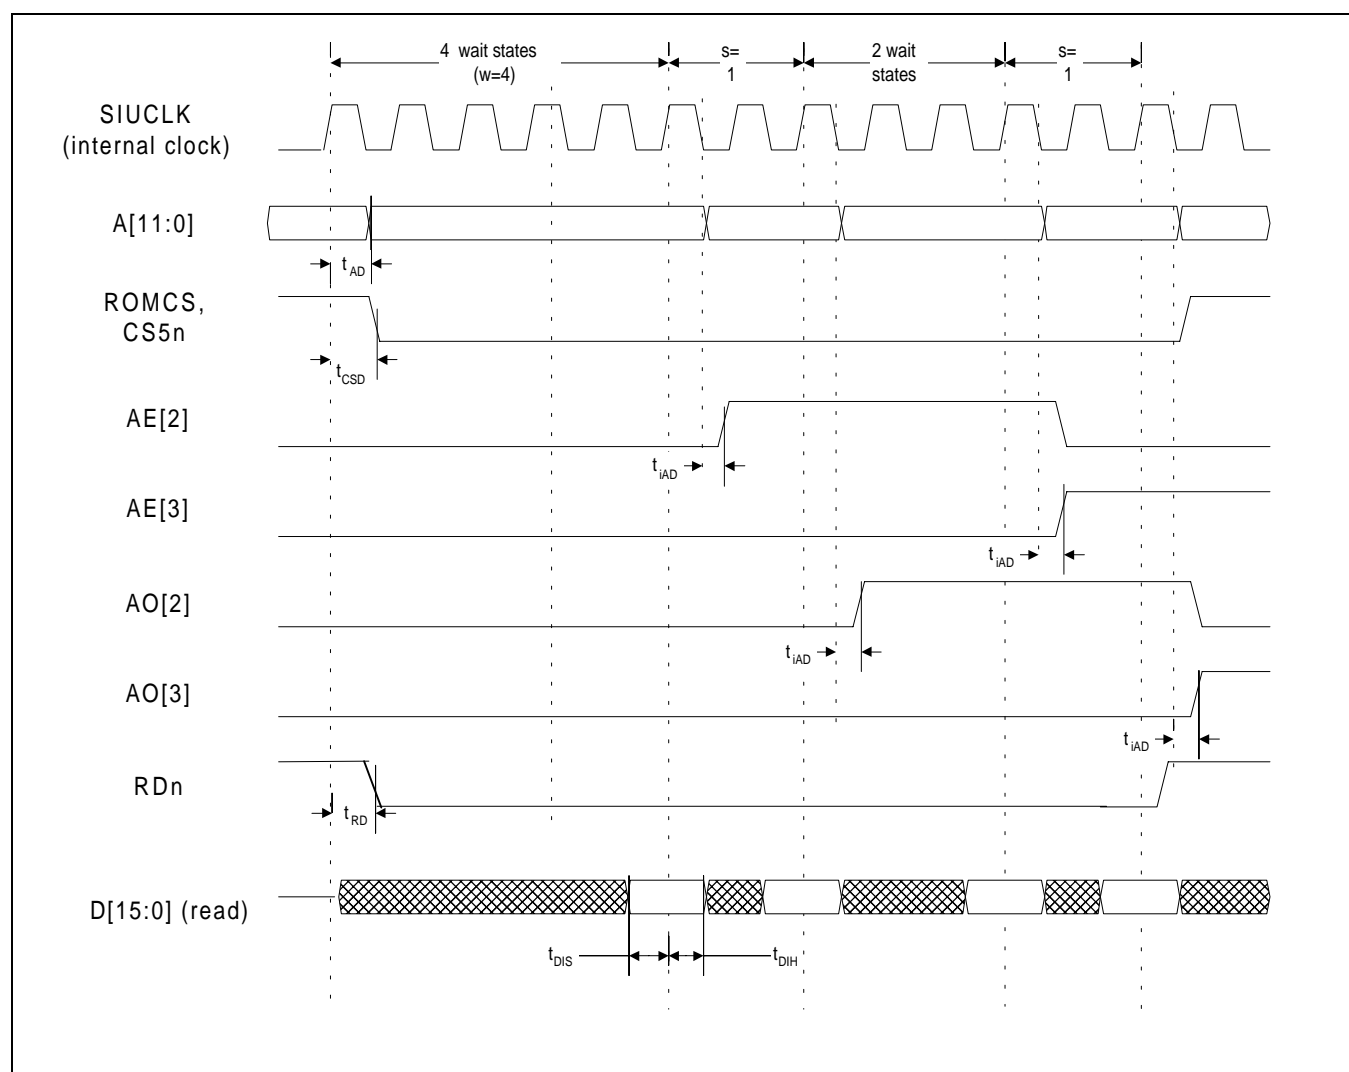 4 wait states
(w=4)
s=
1
2 wait
states
s=
1
SIUCLK
(internal clock)
A[11:0]
tAD
ROMCS,
CS5n
tCSD
AE[2]
tiAD
AE[3]
tiAD
AO[2]
tiAD
AO[3]
tiAD
RDn
tRD
D[15:0] (read)
tDIS
tDIH